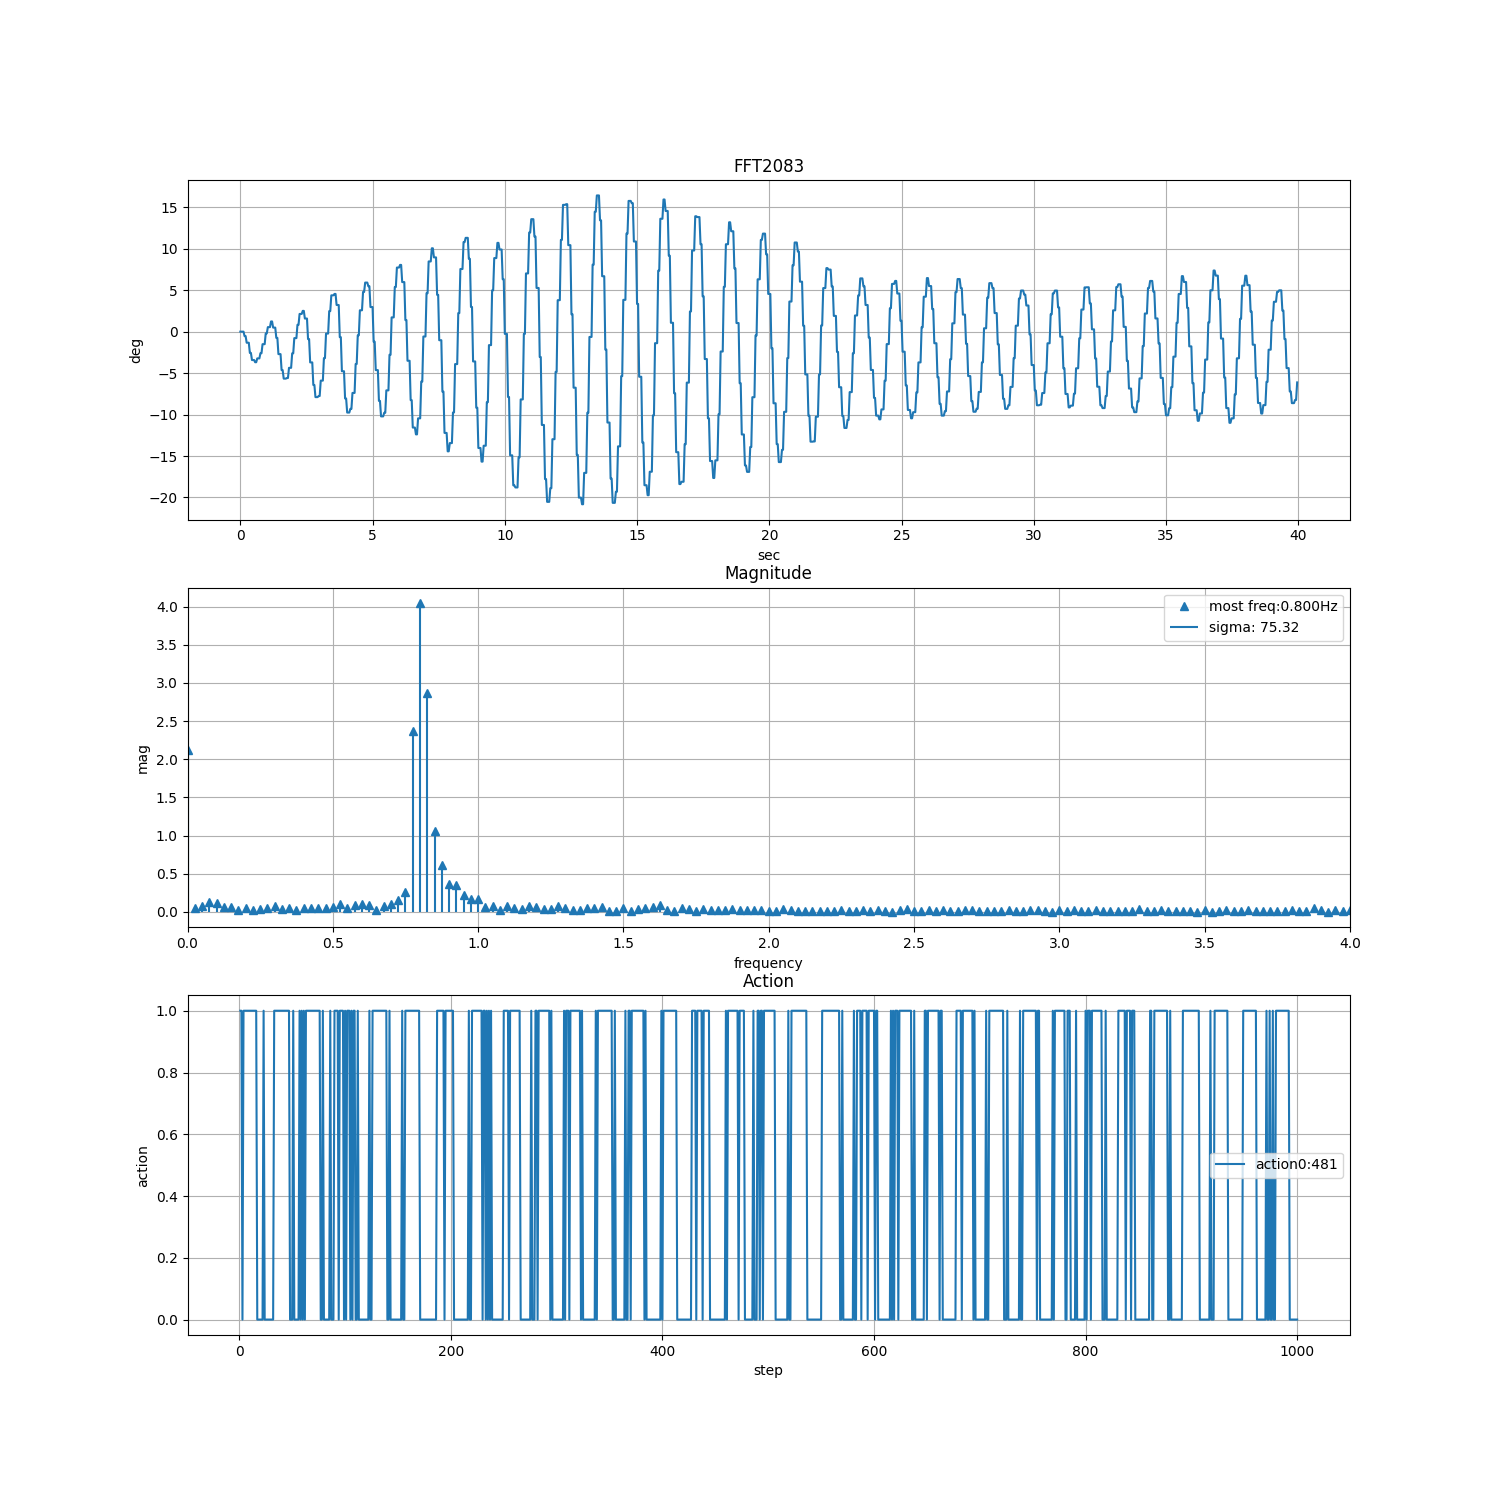 FFT2083
15
10
5
0
−5
−10
−15
−20
deg
0 5 10 15 20 25 30 35 40
sec
Magnitude
4.0
3.5
3.0
2.5
2.0
1.5
1.0
0.5
0.0
mag
most freq:0.800Hz
sigma: 75.32
0.0 0.5 1.0 1.5 2.0 2.5 3.0 3.5 4.0
frequency
Action
1.0
0.8
0.6
0.4
0.2
0.0
action
action0:481
0 200 400 600 800 1000
step